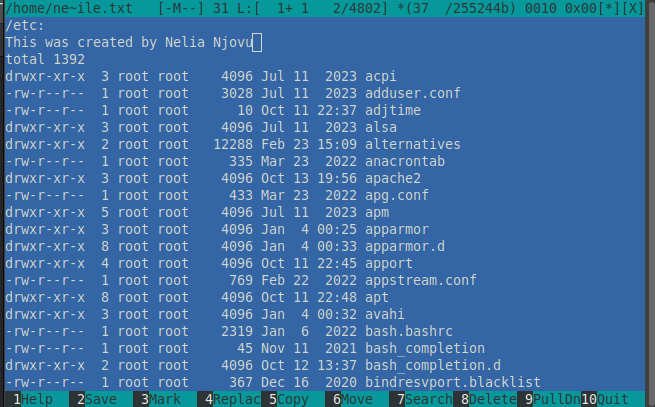 /home/ne~ile.txt [-M--] 31 L:[ 1+ 1 2/4802] *(37 /255244b) 0010 0x00[*][X]
/etc:
This was created by Nelia Njovu
total 1392
drwxr-xr-x 3 root root 4096 Jul 11 2023 acpi
-rw-r--r-- 1 root root 3028 Jul 11 2023 adduser.conf
-rw-r--r-- 1 root root 10 Oct 11 22:37 adjtime
drwxr-xr-x 3 root root 4096 Jul 11 2023 alsa
drwxr-xr-x 2 root root 12288 Feb 23 15:09 alternatives
-rw-r--r-- 1 root root 335 Mar 23 2022 anacrontab
drwxr-xr-x 3 root root 4096 Oct 13 19:56 apache2
-rw-r--r-- 1 root root 433 Mar 23 2022 apg.conf
drwxr-xr-x 5 root root 4096 Jul 11 2023 apm
drwxr-xr-x 3 root root 4096 Jan 4 00:25 apparmor
drwxr-xr-x 8 root root 4096 Jan 4 00:33 apparmor.d
drwxr-xr-x 4 root root 4096 Oct 11 22:45 apport
-rw-r--r-- 1 root root 769 Feb 22 2022 appstream.conf
drwxr-xr-x 8 root root 4096 Oct 11 22:48 apt
drwxr-xr-x 3 root root 4096 Jan 4 00:32 avahi
-rw-r--r-- 1 root root 2319 Jan 6 2022 bash.bashrc
-rw-r--r-- 1 root root 45 Nov 11 2021 bash_completion
drwxr-xr-x 2 root root 4096 Oct 12 13:37 bash_completion.d
-rw-r--r-- 1 root root 367 Dec 16 2020 bindresvport.blacklist
1Help 2Save 3Mark 4Replac 5Copy 6Move 7Search 8Delete 9PullDn 10Quit